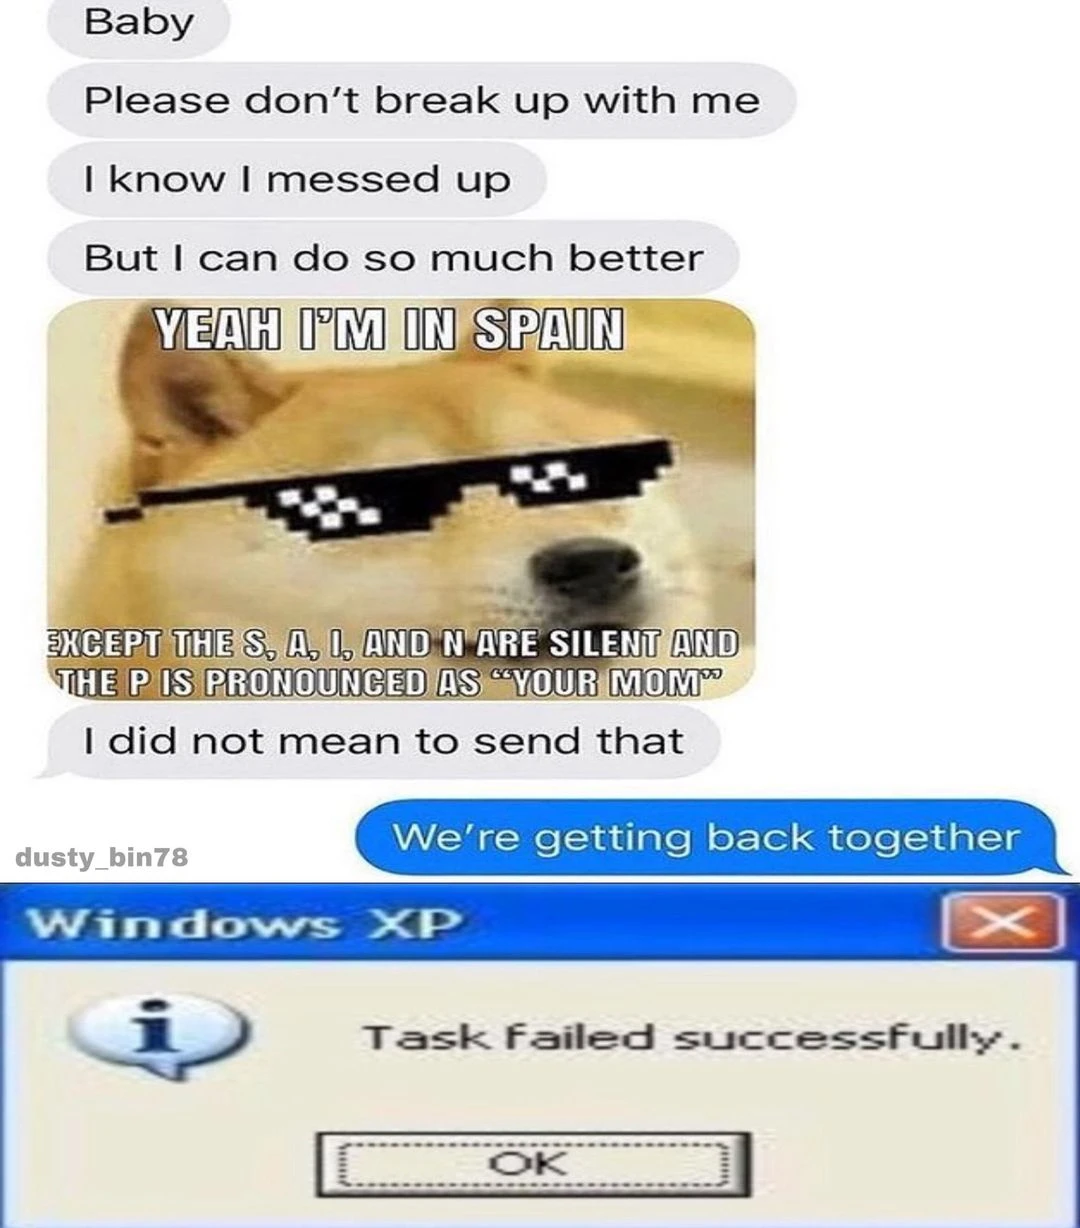 Baby
Please don't break up with me
I know I messed up
But I can do so much better
YEAH I'M IN SPAIN
EXCEPT THE S, A, I, AND N ARE SILENT AND
THE P IS PRONOUNCED AS “YOUR MOM”
I did not mean to send that
We're getting back together
dusty_bin78
Windows XP
i
Task failed successfully.
OK